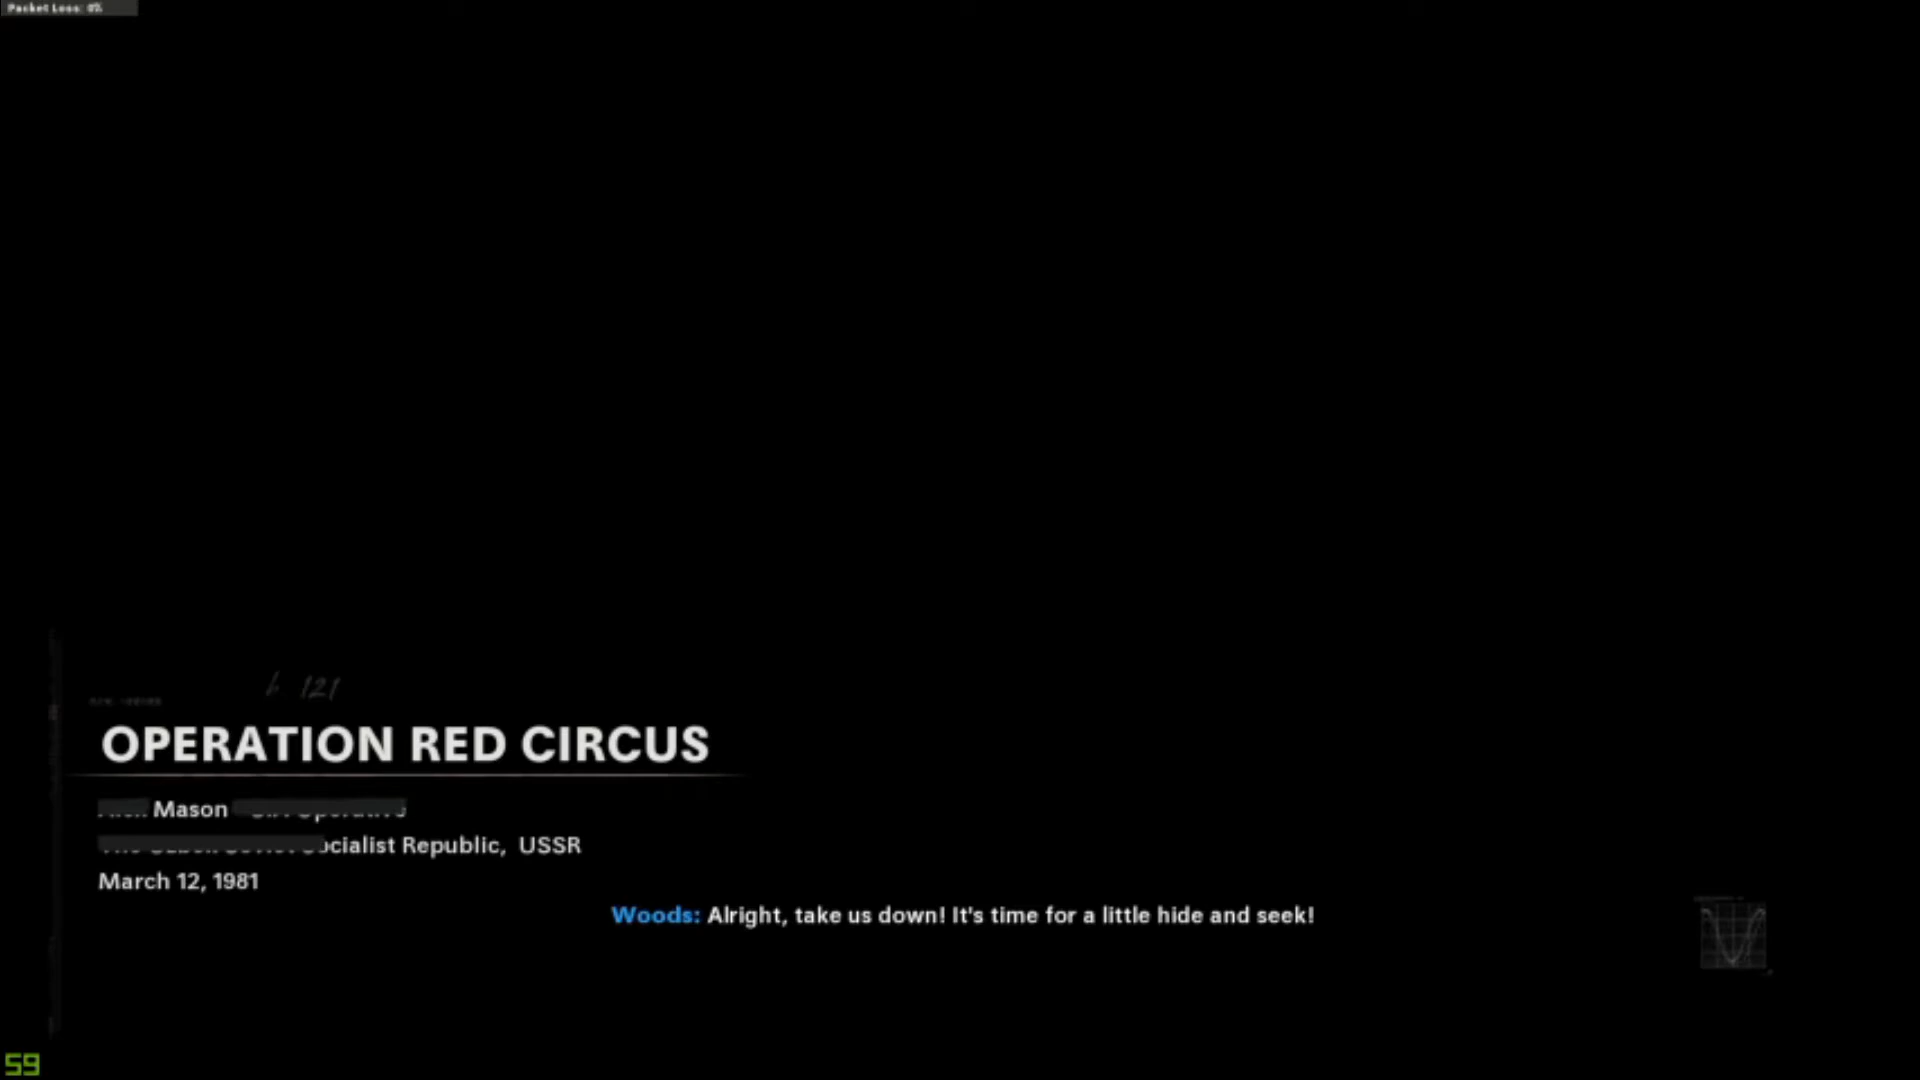 Packet Loss: 0%
121
OPERATION RED CIRCUS
Mason
Socialist Republic, USSR
March 12, 1981
Woods: Alright, take us down! It's time for a little hide and seek!
59